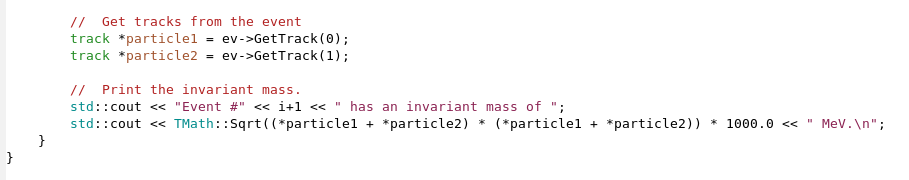 //  Get tracks from the event
track *particle1 = ev->GetTrack(0);
track *particle2 = ev->GetTrack(1);
//  Print the invariant mass.
std::cout << "Event #" << i+1 << " has an invariant mass of ";
std::cout << TMath::Sqrt((*particle1 + *particle2) * (*particle1 + *particle2)) * 1000.0 << " MeV.\n";
}
}